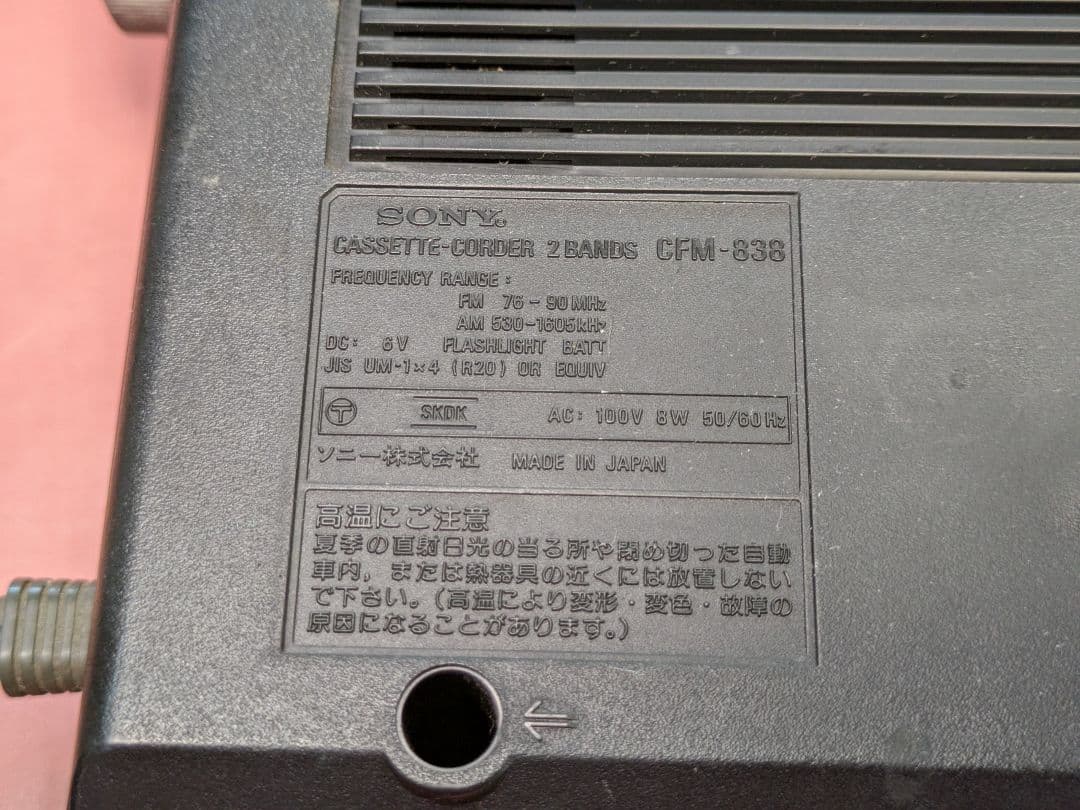 SONY®
CASSETTE-CORDER 2 BANDS CFM-838
FREQUENCY RANGE:
FM 76-90MHz
AM 530-1605kHz
DC: 6V FLASHLIGHT BATT
JIS UM-1×4 (R20) OR EQUIV
〒 SKDK AC: 100V 8W 50/60Hz
ソニー株式会社 MADE IN JAPAN
高温にご注意
夏季の直射日光の当る所や閉め切った自動
車内,または熱器具の近くには放置しない
で下さい。(高温により変形・変色・故障の
原因になることがあります。)